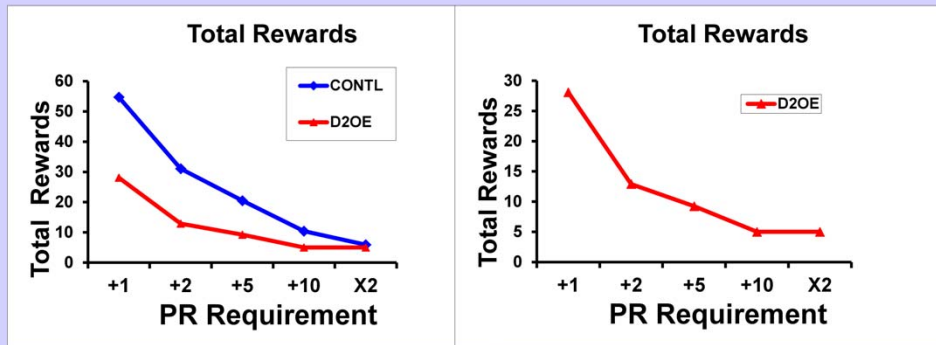 Total Rewards
60
50
40
30
20
10
0
Total Rewards
CONTL
D2OE
+1 +2 +5 +10 X2
PR Requirement
Total Rewards
30
25
20
15
10
5
0
Total Rewards
D2OE
+1 +2 +5 +10 X2
PR Requirement